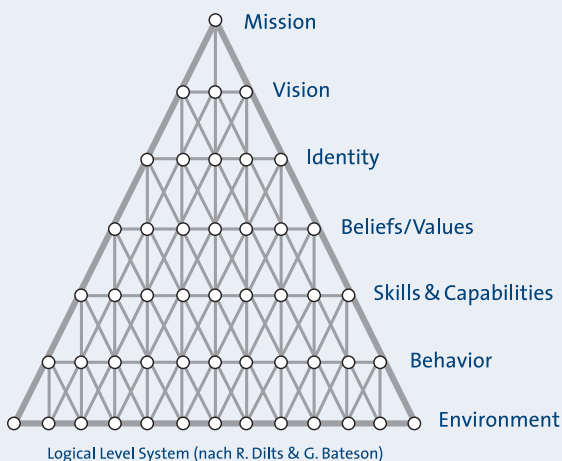 Mission
Vision
Identity
Beliefs/Values
Skills & Capabilities
Behavior
Environment
Logical Level System (nach R. Dilts & G. Bateson)